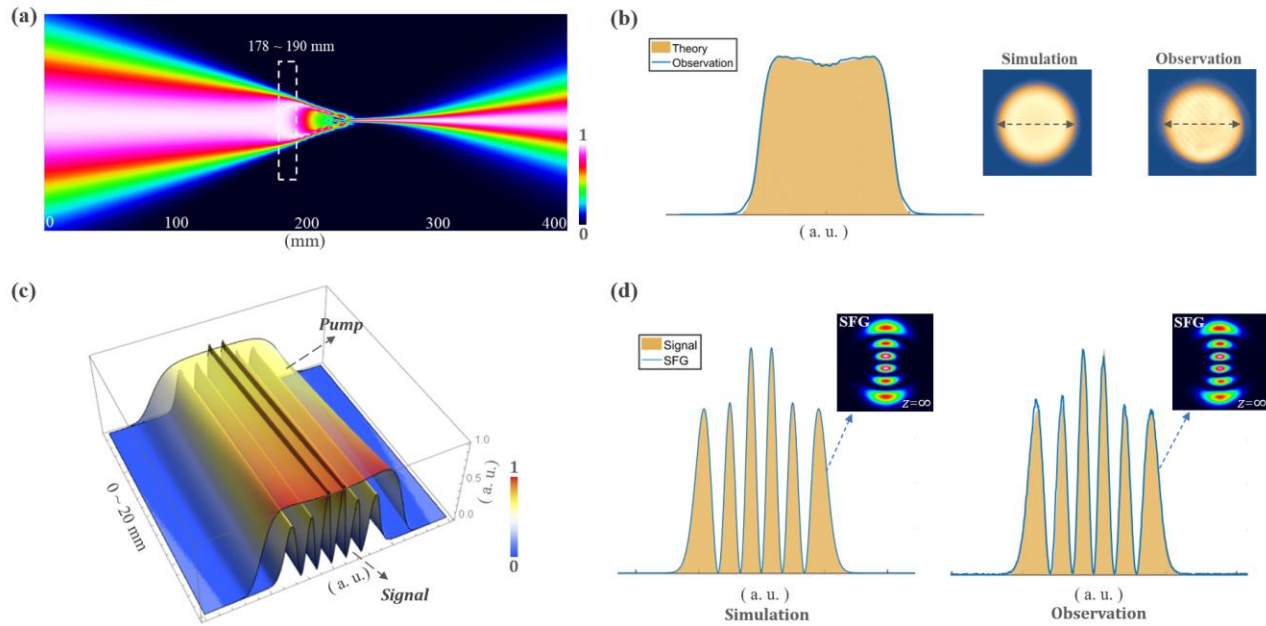 (a)
178 ~ 190 mm
0
100
200
300
400
(mm)
1
0
(b)
Theory
Observation
( a. u. )
Simulation
Observation
(c)
Pump
1.0
0.5
0.0
( a. u. )
0 ~ 20 mm
( a. u. )
Signal
1
0
(d)
Signal
SFG
SFG
z=∞
( a. u. )
Simulation
SFG
z=∞
( a. u. )
Observation